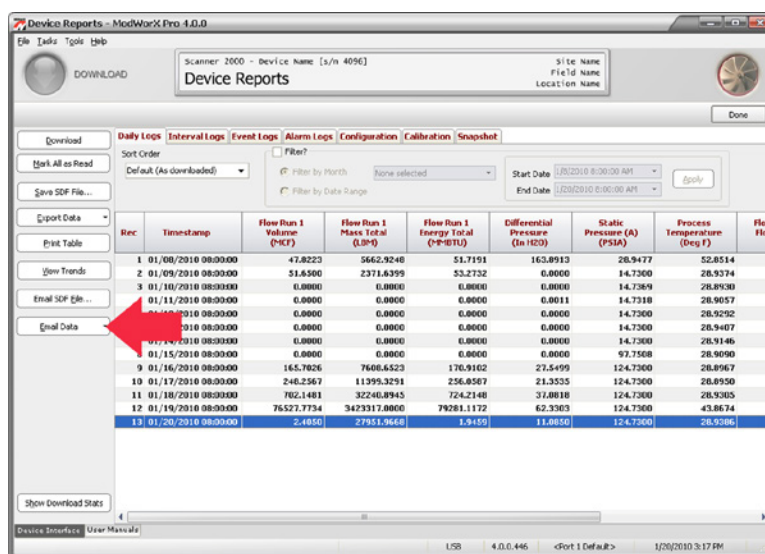 Device Reports - ModWorX Pro 4.0.0
File Tasks Tools Help
DOWNLOAD
Scanner 2000 - Device Name [s/n 4096]
Device Reports
Site Name
Field Name
Location Name
Done
Download
Mark All as Read
Save SDF File...
Export Data
Print Table
View Trends
Email SDF File...
Email Data
Show Download Stats
Daily Logs Interval Logs Event Logs Alarm Logs Configuration Calibration Snapshot
Sort Order
Default (As downloaded)
Filter?
Filter by Month None selected
Filter by Date Range
Start Date 1/8/2010 8:00:00 AM
End Date 1/20/2010 8:00:00 AM
Apply
Rec Timestamp Flow Run 1 Volume (MCF) Flow Run 1 Mass Total (LBM) Flow Run 1 Energy Total (MMBTU) Differential Pressure (In H2O) Static Pressure (A) (PSIA) Process Temperature (Deg F)
1 01/08/2010 08:00:00 47.8223 5662.9248 51.7191 163.8913 28.9477 52.8514
2 01/09/2010 08:00:00 51.6500 2371.6399 53.2732 0.0000 14.7300 28.9374
3 01/10/2010 08:00:00 0.0000 0.0000 0.0000 0.0000 14.7369 28.8930
01/11/2010 08:00:00 0.0000 0.0000 0.0000 0.0011 14.7318 28.9057
08:00:00 0.0000 0.0000 0.0000 0.0000 14.7300 28.9292
08:00:00 0.0000 0.0000 0.0000 0.0000 14.7300 28.9407
08:00:00 0.0000 0.0000 0.0000 0.0000 14.7300 28.9146
01/15/2010 08:00:00 0.0000 0.0000 0.0000 0.0000 97.7508 28.9090
9 01/16/2010 08:00:00 165.7026 7608.6523 170.9102 27.5499 124.7300 28.8967
10 01/17/2010 08:00:00 248.2567 11399.3291 256.0587 21.3535 124.7300 28.8950
11 01/18/2010 08:00:00 702.1481 32240.8945 724.2148 37.0818 124.7300 28.9305
12 01/19/2010 08:00:00 76527.7734 3423317.0000 79281.1172 62.3303 124.7300 43.8674
13 01/20/2010 08:00:00 2.4050 27951.9668 1.9459 11.0850 124.7300 28.9386
Device Interface User Manuals
USB 4.0.0.446 <Port 1 Default> 1/20/2010 3:17 PM